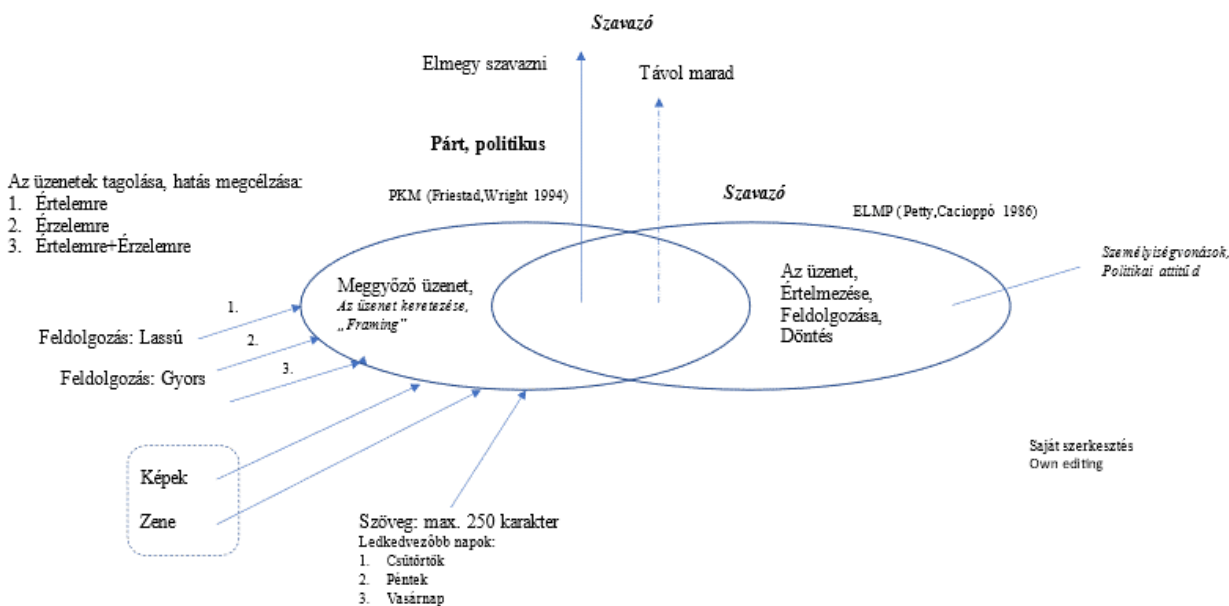 Szavazó
Elmegy szavazni
Távol marad
Párt, politikus
Az üzenetek tagolása, hatás megcélzása:
1. Értelemre
2. Érzelemre
3. Értelemre+Érzelemre
PKM (Friestad,Wright 1994)
Szavazó
ELMP (Petty,Cacioppó 1986)
Személyiségvonások,
Politikai attitűd
Meggyőző üzenet,
Az üzenet keretezése,
„Framing”
Az üzenet,
Értelmezése,
Feldolgozása,
Döntés
1.
Feldolgozás: Lassú
2.
Feldolgozás: Gyors
3.
Képek
Zene
Saját szerkesztés
Own editing
Szöveg: max. 250 karakter
Ledkedvezőbb napok:
1. Csütörtök
2. Péntek
3. Vasárnap